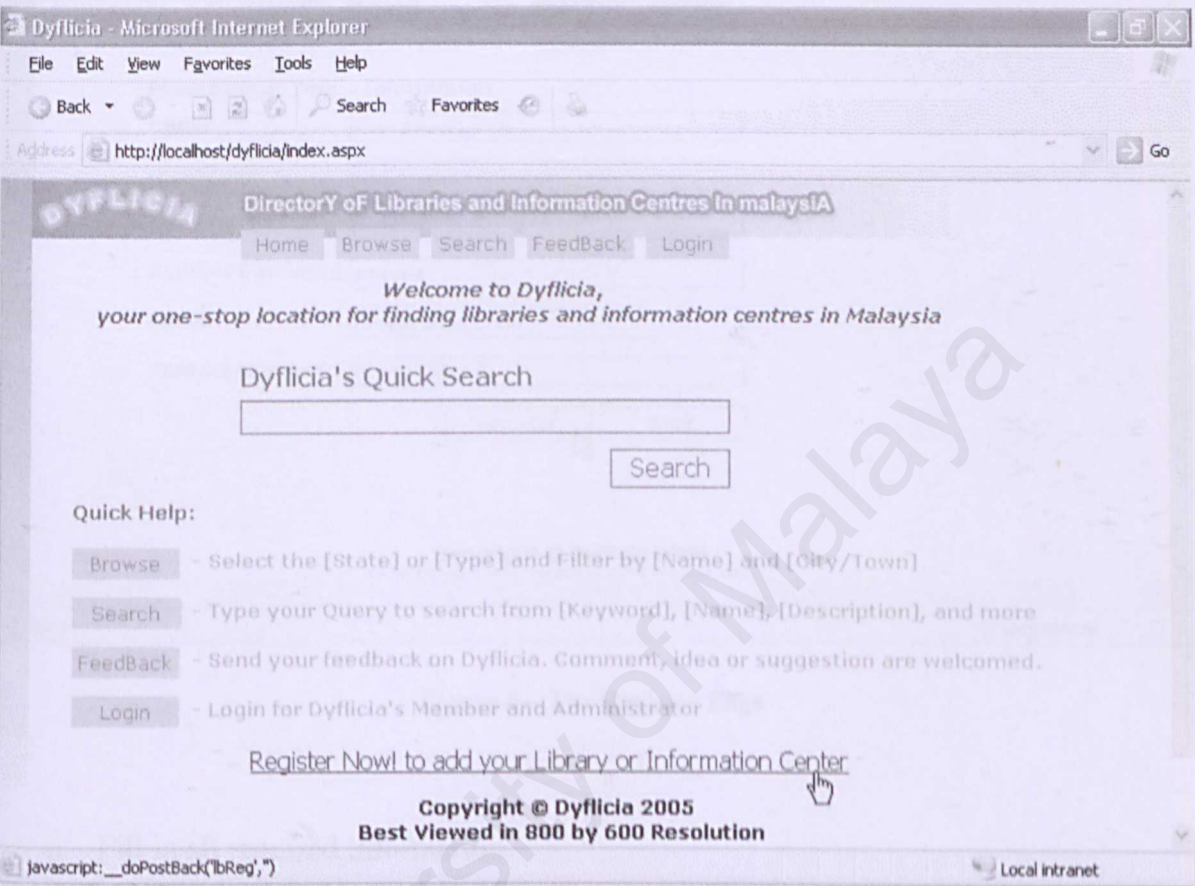 Dyflicia - Microsoft Internet Explorer
File Edit View Favorites Tools Help
Back Search Favorites
Address http://localhost/dyflicia/index.aspx Go
DYFLICIA DirectorY oF Libraries and Information Centres In malaysiA
Home Browse Search FeedBack Login
Welcome to Dyflicia,
your one-stop location for finding libraries and information centres in Malaysia
Dyflicia's Quick Search
Search
Quick Help:
Browse - Select the [State] or [Type] and Filter by [Name] and [City/Town]
Search - Type your Query to search from [Keyword], [Name], [Description], and more
FeedBack - Send your feedback on Dyflicia. Comment, idea or suggestion are welcomed.
Login - Login for Dyflicia's Member and Administrator
Register Now! to add your Library or Information Center
Copyright © Dyflicia 2005
Best Viewed in 800 by 600 Resolution
javascript:__doPostBack('lbReg','') Local intranet
sity of Malaya